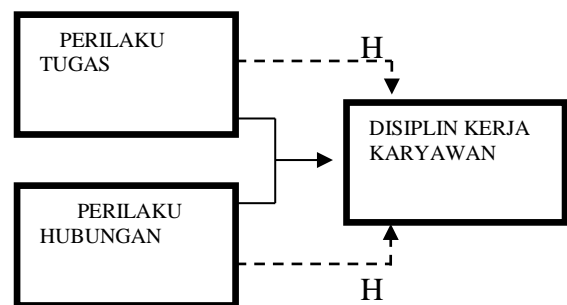 PERILAKU
TUGAS
H
DISIPLIN KERJA
KARYAWAN
PERILAKU
HUBUNGAN
H